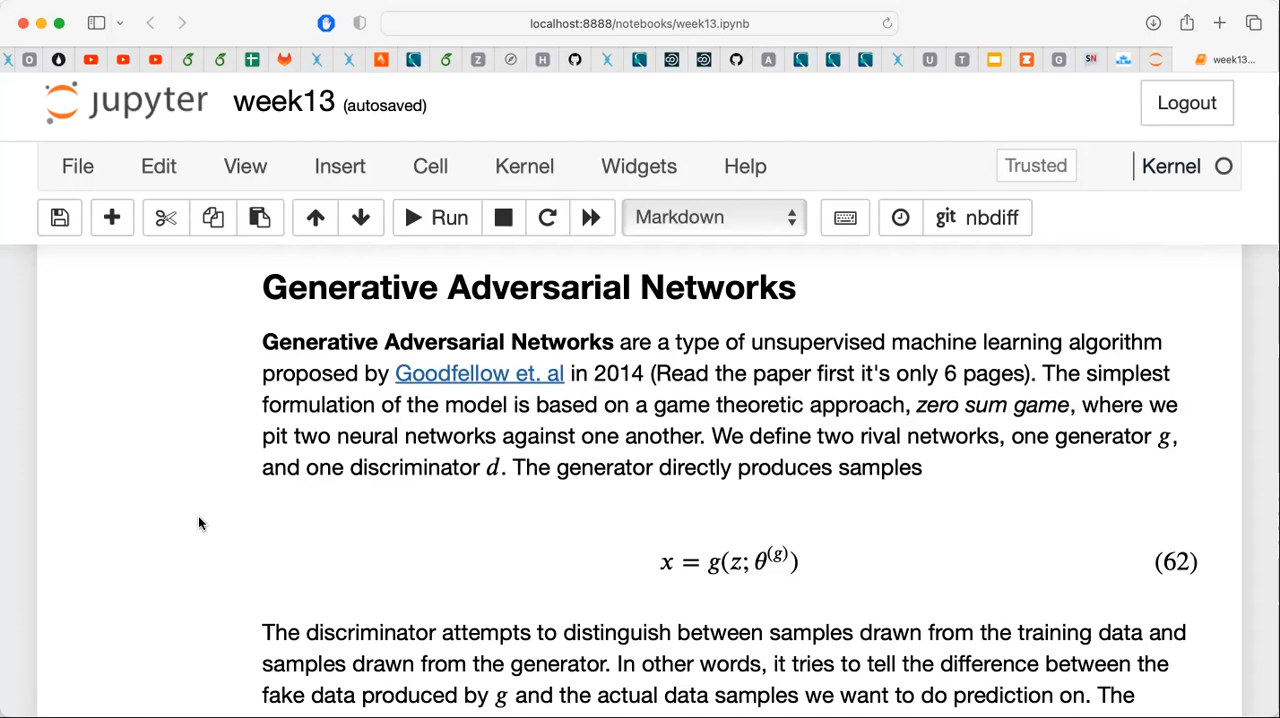 localhost:8888/notebooks/week13.ipynb
week13...
jupyter week13 (autosaved)
Logout
File Edit View Insert Cell Kernel Widgets Help Trusted Kernel
Run Markdown git nbdiff
Generative Adversarial Networks
Generative Adversarial Networks are a type of unsupervised machine learning algorithm
proposed by Goodfellow et. al in 2014 (Read the paper first it's only 6 pages). The simplest
formulation of the model is based on a game theoretic approach, zero sum game, where we
pit two neural networks against one another. We define two rival networks, one generator g,
and one discriminator d. The generator directly produces samples
x = g(z; θ^(g)) (62)
The discriminator attempts to distinguish between samples drawn from the training data and
samples drawn from the generator. In other words, it tries to tell the difference between the
fake data produced by g and the actual data samples we want to do prediction on. The